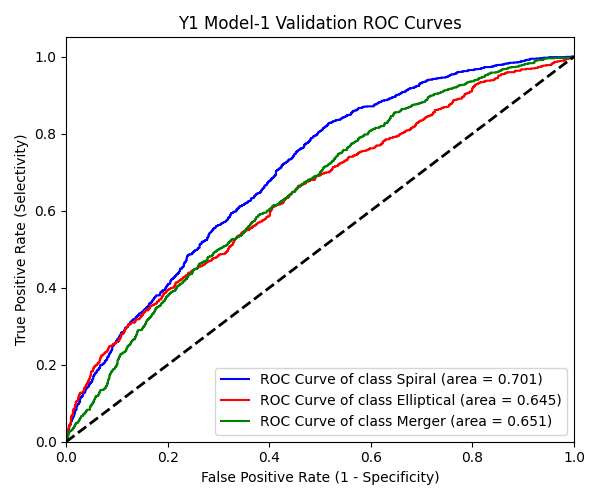 Y1 Model-1 Validation ROC Curves
True Positive Rate (Selectivity)
1.0
0.8
0.6
0.4
0.2
0.0
ROC Curve of class Spiral (area = 0.701)
ROC Curve of class Elliptical (area = 0.645)
ROC Curve of class Merger (area = 0.651)
0.0 0.2 0.4 0.6 0.8 1.0
False Positive Rate (1 - Specificity)